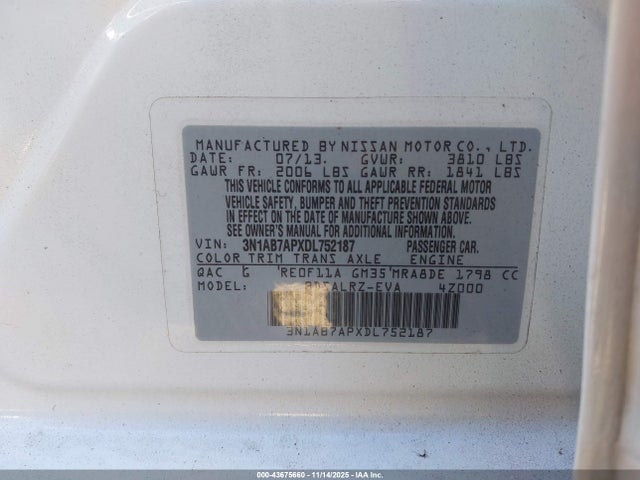 MANUFACTURED BY NISSAN MOTOR CO., LTD.
DATE: 07/13. GVWR: 3810 LBS
GAWR FR: 2006 LBS GAWR RR: 1841 LBS
THIS VEHICLE CONFORMS TO ALL APPLICABLE FEDERAL MOTOR
VEHICLE SAFETY, BUMPER AND THEFT PREVENTION STANDARDS
IN EFFECT ON THE DATE OF MANUFACTURE SHOWN ABOVE.
SEE OWNER'S MANUAL FOR ADDITIONAL INFORMATION.
VIN: 3N1AB7APXDL752187 PASSENGER CAR.
COLOR TRIM TRANS AXLE ENGINE
QAC G RE0F11A GM35 MRA8DE 1798 CC
MODEL: 4Z000
3N1AB7APXDL752187
000-43675660 - 11/14/2025 - IAA Inc.